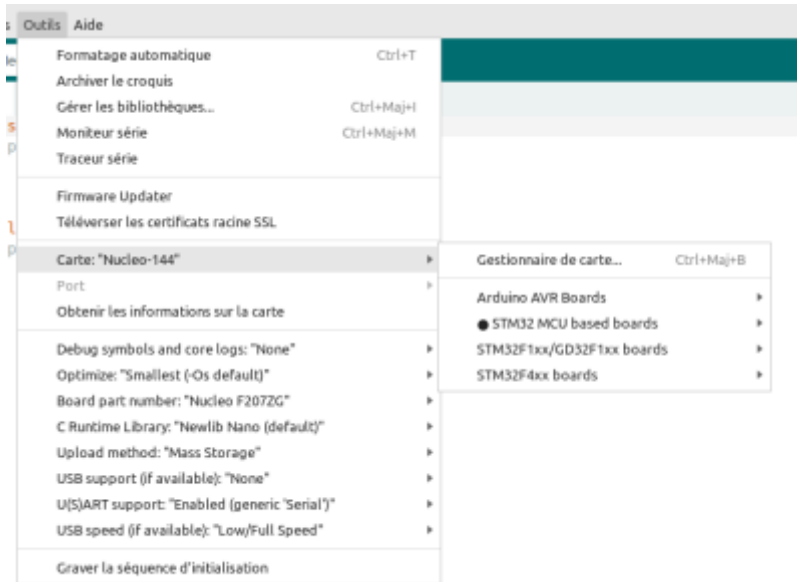 Outils Aide
Formatage automatique Ctrl+T
Archiver le croquis
Gérer les bibliothèques... Ctrl+Maj+I
Moniteur série Ctrl+Maj+M
Traceur série
Firmware Updater
Téléverser les certificats racine SSL
Carte: "Nucleo-144"
Gestionnaire de carte... Ctrl+Maj+B
Port
Obtenir les informations sur la carte
Arduino AVR Boards
STM32 MCU based boards
STM32F1xx/GD32F1xx boards
STM32F4xx boards
Debug symbols and core logs: "None"
Optimize: "Smallest (-Os default)"
Board part number: "Nucleo F207ZG"
C Runtime Library: "Newlib Nano (default)"
Upload method: "Mass Storage"
USB support (if available): "None"
U(S)ART support: "Enabled (generic 'Serial')"
USB speed (if available): "Low/Full Speed"
Graver la séquence d'initialisation